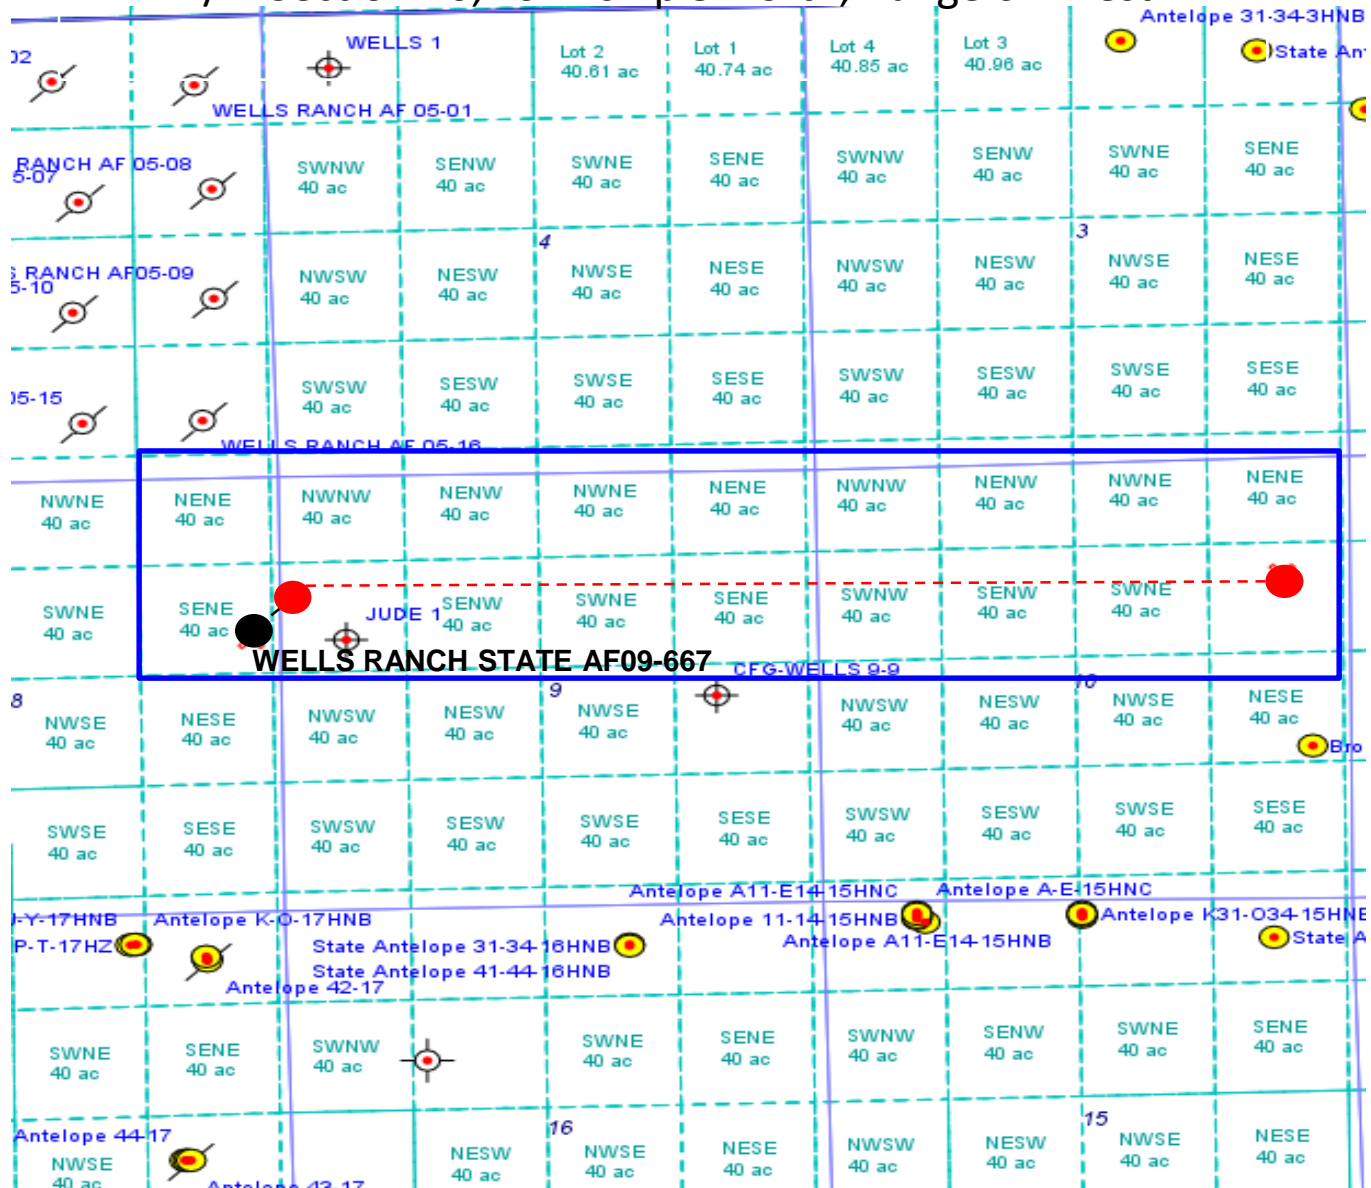 Antelope 31-34-3HNB
02
WELLS 1
Lot 2
40.61 ac
Lot 1
40.74 ac
Lot 4
40.85 ac
Lot 3
40.96 ac
State Ant
WELLS RANCH AF 05-01
RANCH AF 05-08
5-07
SWNW
40 ac
SENW
40 ac
SWNE
40 ac
SENE
40 ac
SWNW
40 ac
SENW
40 ac
SWNE
40 ac
SENE
40 ac
4
3
S RANCH AF05-09
5-10
NWSW
40 ac
NESW
40 ac
NWSE
40 ac
NESE
40 ac
NWSW
40 ac
NESW
40 ac
NWSE
40 ac
NESE
40 ac
05-15
SWSW
40 ac
SESW
40 ac
SWSE
40 ac
SESE
40 ac
SWSW
40 ac
SESW
40 ac
SWSE
40 ac
SESE
40 ac
WELLS RANCH AF 05-16
NWNE
40 ac
NENE
40 ac
NWNW
40 ac
NENW
40 ac
NWNE
40 ac
NENE
40 ac
NWNW
40 ac
NENW
40 ac
NWNE
40 ac
NENE
40 ac
SWNE
40 ac
SENE
40 ac
JUDE 1
SENW
40 ac
SWNE
40 ac
SENE
40 ac
SWNW
40 ac
SENW
40 ac
SWNE
40 ac
WELLS RANCH STATE AF09-667
CFG-WELLS 9-9
8
9
10
NWSE
40 ac
NESE
40 ac
NWSW
40 ac
NESW
40 ac
NWSE
40 ac
NWSW
40 ac
NESW
40 ac
NWSE
40 ac
NESE
40 ac
Bro
SWSE
40 ac
SESE
40 ac
SWSW
40 ac
SESW
40 ac
SWSE
40 ac
SESE
40 ac
SWSW
40 ac
SESW
40 ac
SWSE
40 ac
SESE
40 ac
Antelope A11-E14-15HNC
Antelope A-E-15HNC
J-Y-17HNB
Antelope K-O-17HNB
Antelope 11-14-15HNB
Antelope K31-O34-15HNB
P-T-17HZ
State Antelope 31-34-16HNB
Antelope A11-E14-15HNB
State A
State Antelope 41-44-16HNB
Antelope 42-17
SWNE
40 ac
SENE
40 ac
SWNW
40 ac
SWNE
40 ac
SENE
40 ac
SWNW
40 ac
SENW
40 ac
SWNE
40 ac
SENE
40 ac
16
15
Antelope 44-17
NWSE
40 ac
NESW
40 ac
NWSE
40 ac
NESE
40 ac
NWSW
40 ac
NESW
40 ac
NWSE
40 ac
NESE
40 ac
Antelope 43-17